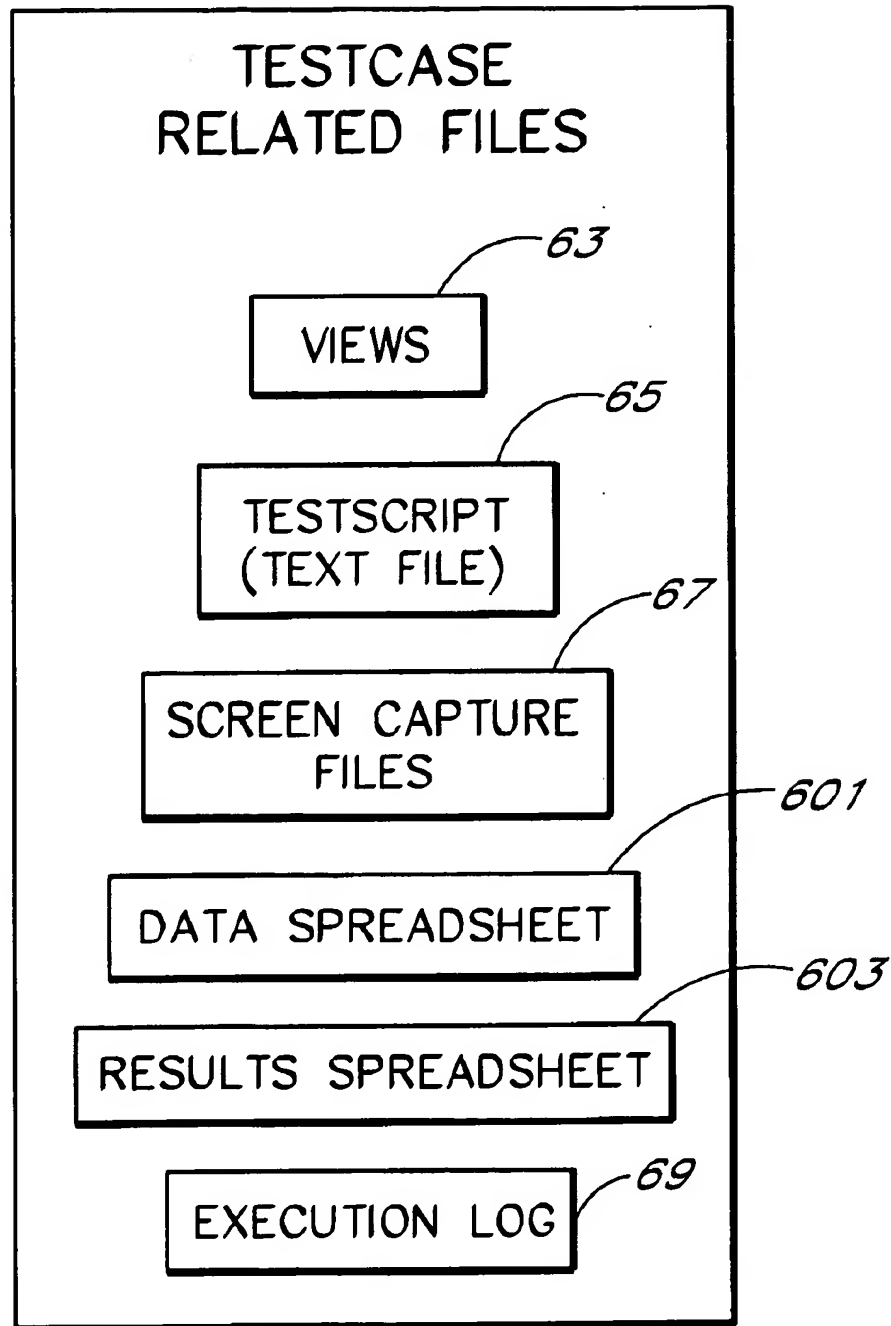 TESTCASE
RELATED FILES
63
VIEWS
65
TESTSCRIPT
(TEXT FILE)
67
SCREEN CAPTURE
FILES
601
DATA SPREADSHEET
603
RESULTS SPREADSHEET
69
EXECUTION LOG